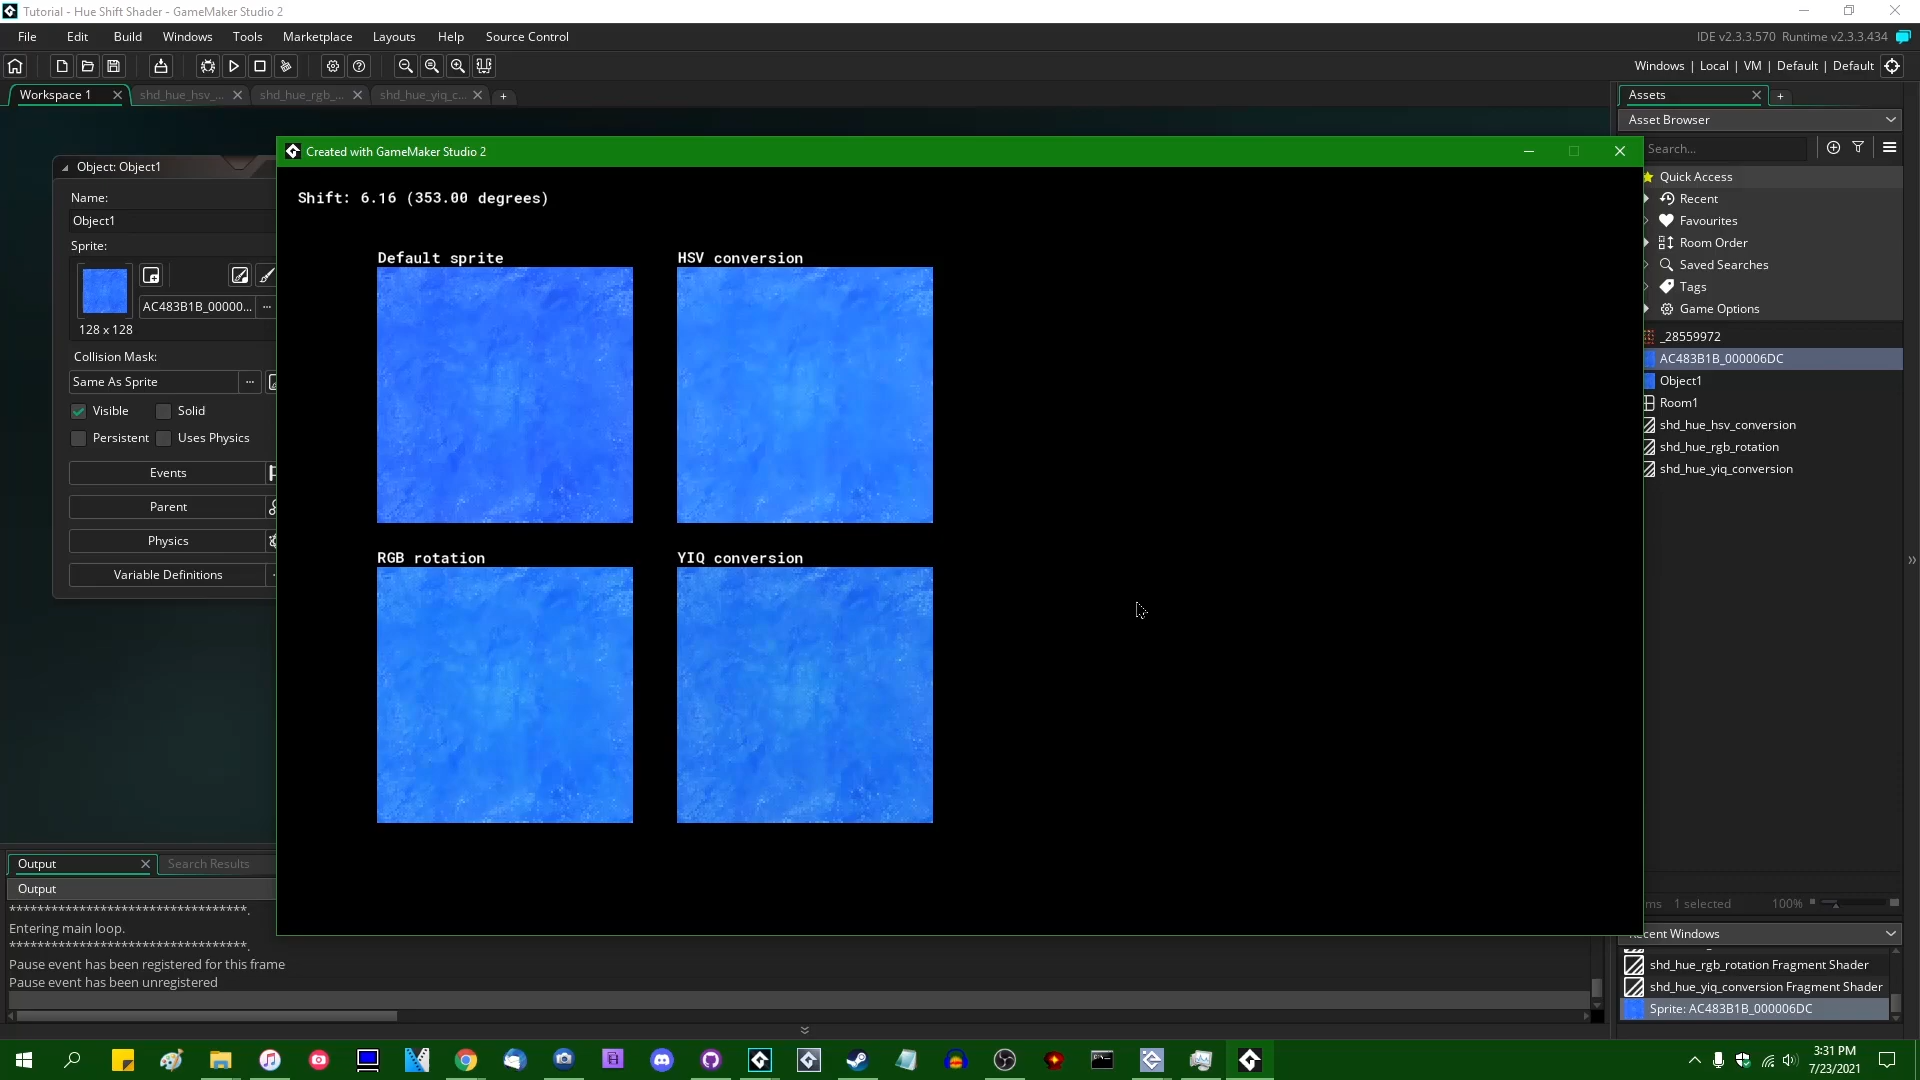 Tutorial - Hue Shift Shader - GameMaker Studio 2
File Edit Build Windows Tools Marketplace Layouts Help Source Control
IDE v2.3.3.570 Runtime v2.3.3.434
Windows | Local | VM | Default | Default
Workspace 1
shd_hue_hsv_...
shd_hue_rgb_...
shd_hue_yiq_c...
Object: Object1
Name:
Object1
Sprite:
AC483B1B_00000...
128 x 128
Collision Mask:
Same As Sprite
Visible
Solid
Persistent
Uses Physics
Events
Parent
Physics
Variable Definitions
Created with GameMaker Studio 2
Shift: 6.16 (353.00 degrees)
Default sprite
HSV conversion
RGB rotation
YIQ conversion
Assets
Asset Browser
Search...
Quick Access
Recent
Favourites
Room Order
Saved Searches
Tags
Game Options
_28559972
AC483B1B_000006DC
Object1
Room1
shd_hue_hsv_conversion
shd_hue_rgb_rotation
shd_hue_yiq_conversion
1 selected
100%
Recent Windows
shd_hue_rgb_rotation Fragment Shader
shd_hue_yiq_conversion Fragment Shader
Sprite: AC483B1B_000006DC
Output
Search Results
Output
***********************************.
Entering main loop.
***********************************.
Pause event has been registered for this frame
Pause event has been unregistered
3:31 PM
7/23/2021